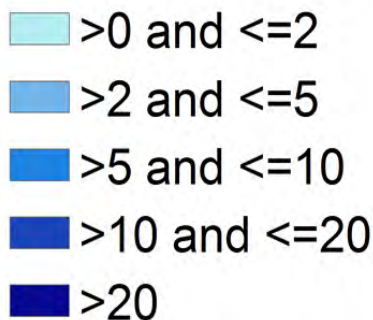 >0 and <=2
>2 and <=5
>5 and <=10
>10 and <=20
>20